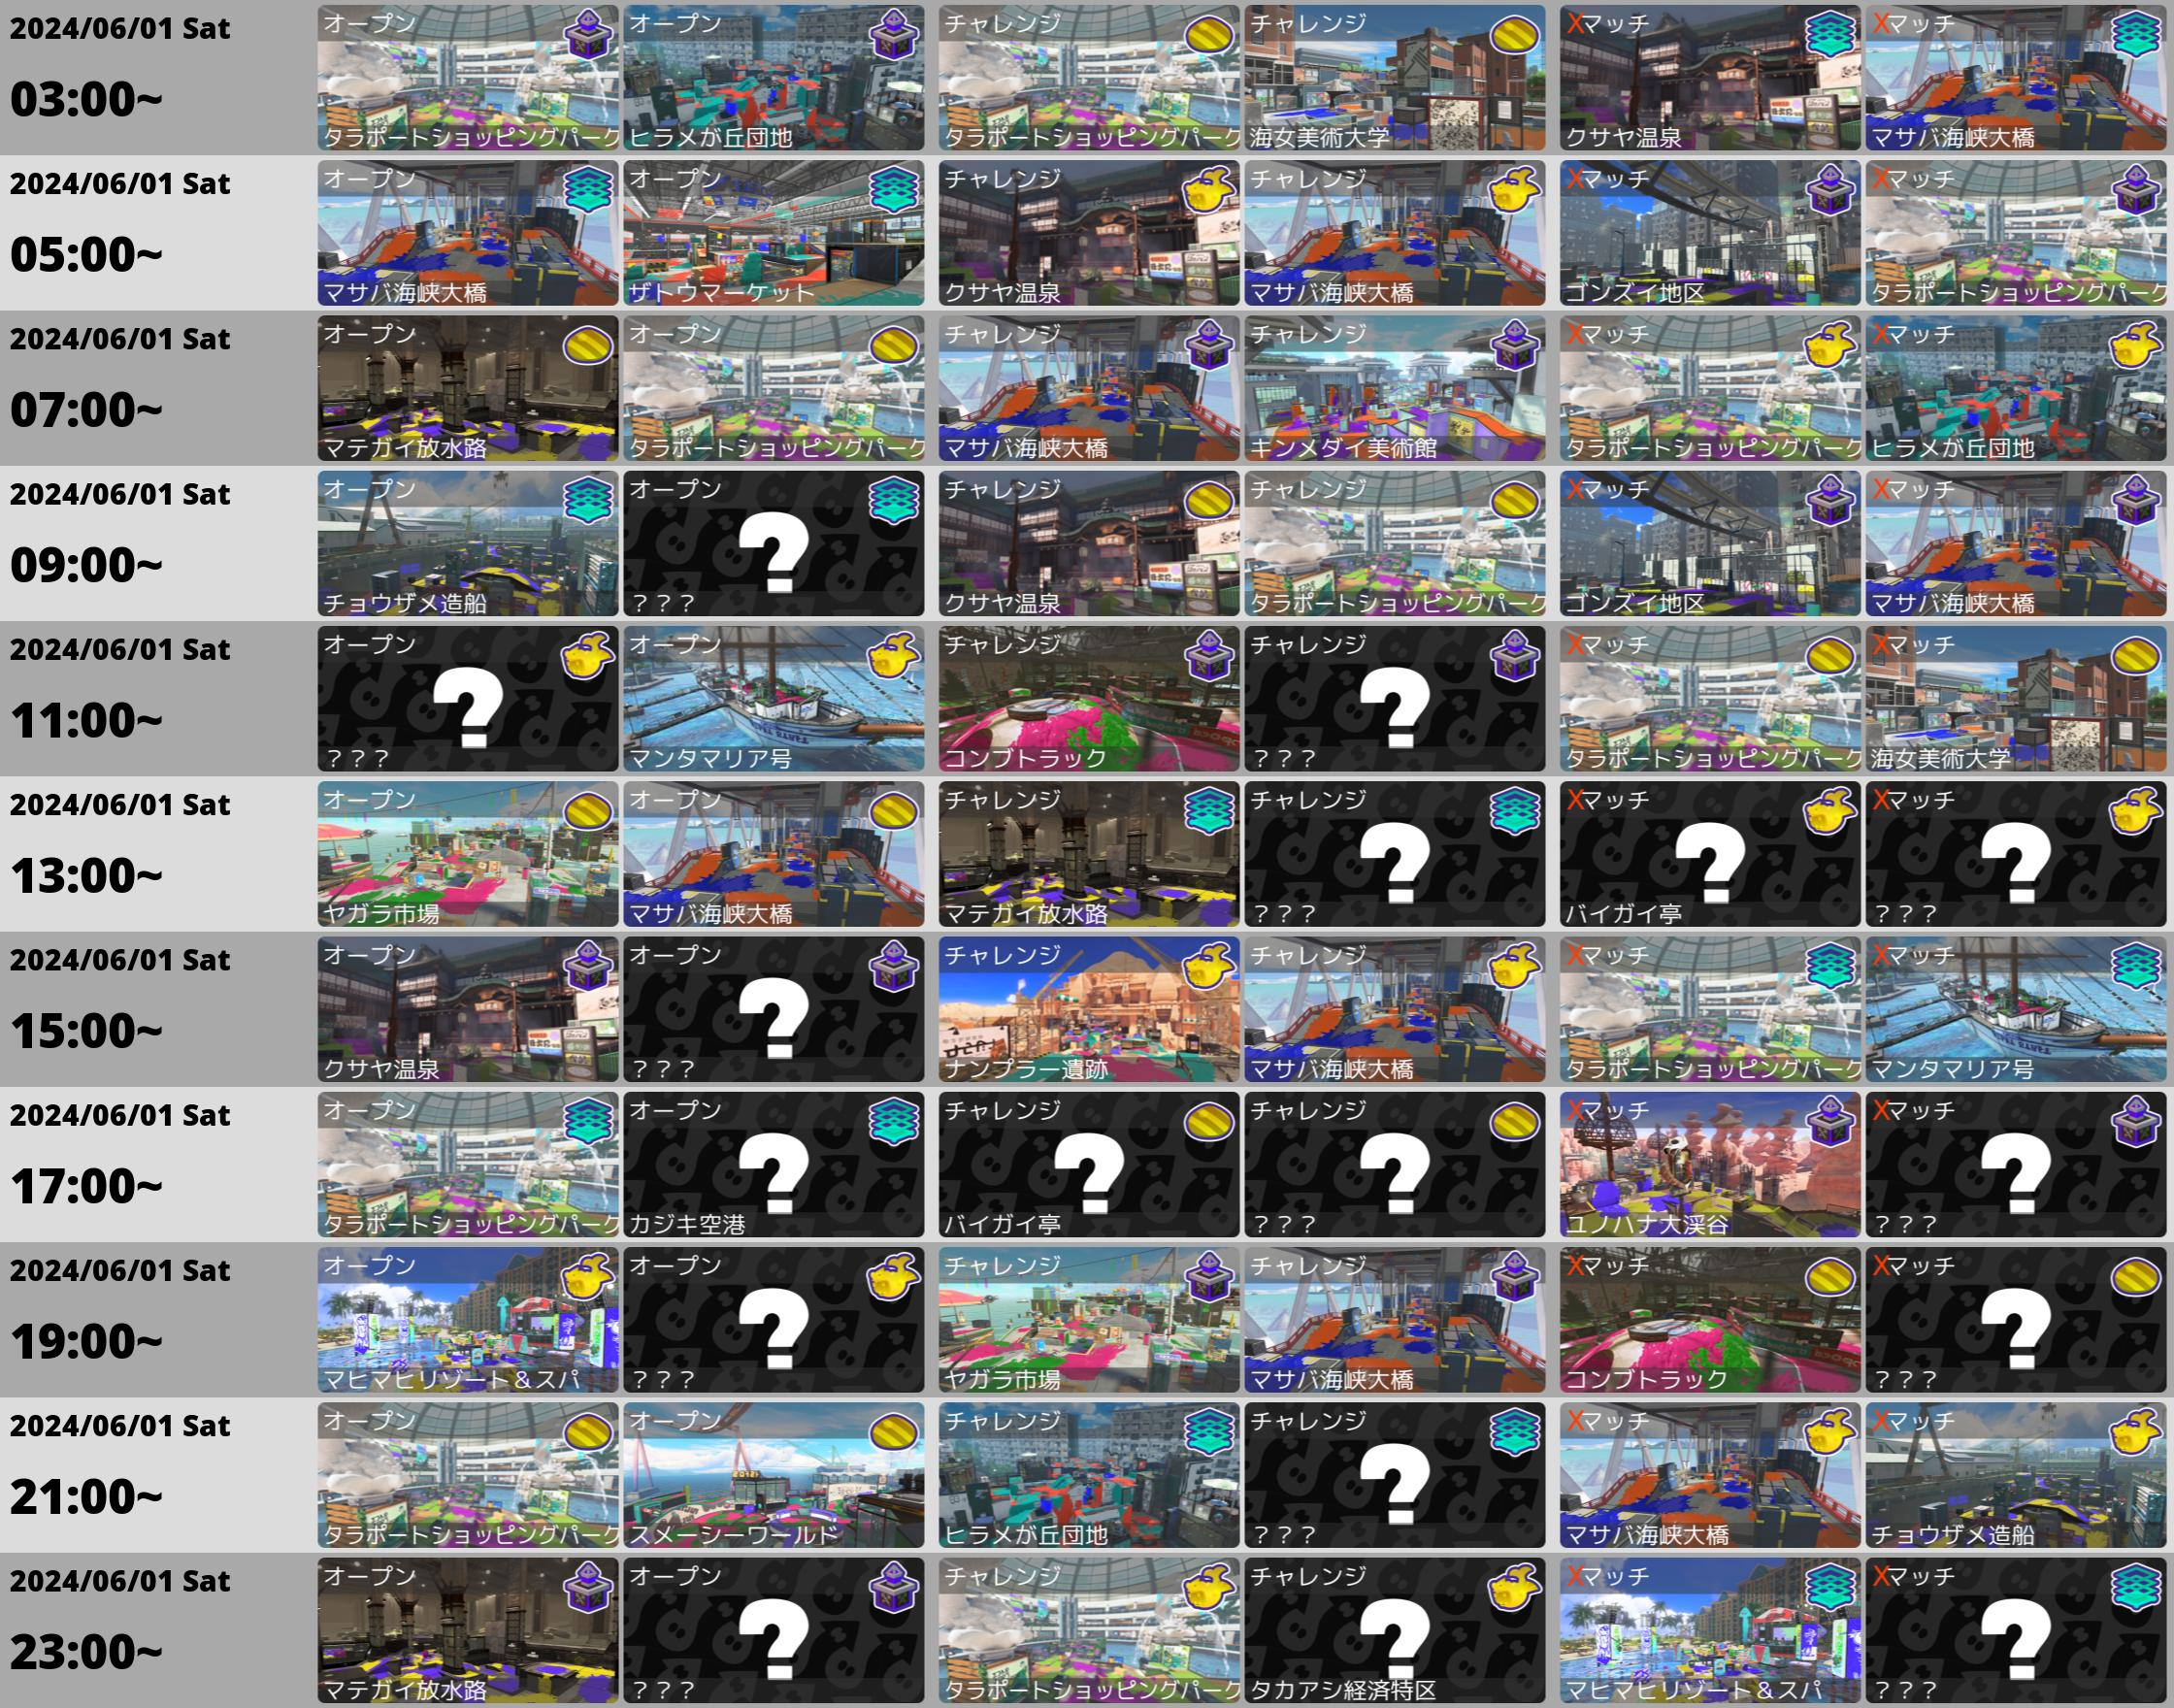 2024/06/01 Sat
03:00~
オープン
タラポートショッピングパーク
オープン
ヒラメが丘団地
チャレンジ
タラポートショッピングパーク
チャレンジ
海女美術大学
Xマッチ
クサヤ温泉
Xマッチ
マサバ海峡大橋
2024/06/01 Sat
05:00~
オープン
マサバ海峡大橋
オープン
ザトウマーケット
チャレンジ
クサヤ温泉
チャレンジ
マサバ海峡大橋
Xマッチ
ゴンズイ地区
Xマッチ
タラポートショッピングパーク
2024/06/01 Sat
07:00~
オープン
マテガイ放水路
オープン
タラポートショッピングパーク
チャレンジ
マサバ海峡大橋
チャレンジ
キンメダイ美術館
Xマッチ
タラポートショッピングパーク
Xマッチ
ヒラメが丘団地
2024/06/01 Sat
09:00~
オープン
チョウザメ造船
オープン
？？？
チャレンジ
クサヤ温泉
チャレンジ
タラポートショッピングパーク
Xマッチ
ゴンズイ地区
Xマッチ
マサバ海峡大橋
2024/06/01 Sat
11:00~
オープン
？？？
オープン
マンタマリア号
チャレンジ
コンブトラック
チャレンジ
？？？
Xマッチ
タラポートショッピングパーク
Xマッチ
海女美術大学
2024/06/01 Sat
13:00~
オープン
ヤガラ市場
オープン
マサバ海峡大橋
チャレンジ
マテガイ放水路
チャレンジ
？？？
Xマッチ
バイガイ亭
Xマッチ
？？？
2024/06/01 Sat
15:00~
オープン
クサヤ温泉
オープン
？？？
チャレンジ
ナンプラー遺跡
チャレンジ
マサバ海峡大橋
Xマッチ
タラポートショッピングパーク
Xマッチ
マンタマリア号
2024/06/01 Sat
17:00~
オープン
タラポートショッピングパーク
オープン
カジキ空港
チャレンジ
バイガイ亭
チャレンジ
？？？
Xマッチ
ユノハナ大渓谷
Xマッチ
？？？
2024/06/01 Sat
19:00~
オープン
マヒマヒリゾート＆スパ
オープン
？？？
チャレンジ
ヤガラ市場
チャレンジ
マサバ海峡大橋
Xマッチ
コンブトラック
Xマッチ
？？？
2024/06/01 Sat
21:00~
オープン
タラポートショッピングパーク
オープン
スメーシーワールド
チャレンジ
ヒラメが丘団地
チャレンジ
？？？
Xマッチ
マサバ海峡大橋
Xマッチ
チョウザメ造船
2024/06/01 Sat
23:00~
オープン
マテガイ放水路
オープン
？？？
チャレンジ
タラポートショッピングパーク
チャレンジ
タカアシ経済特区
Xマッチ
マヒマヒリゾート＆スパ
Xマッチ
？？？